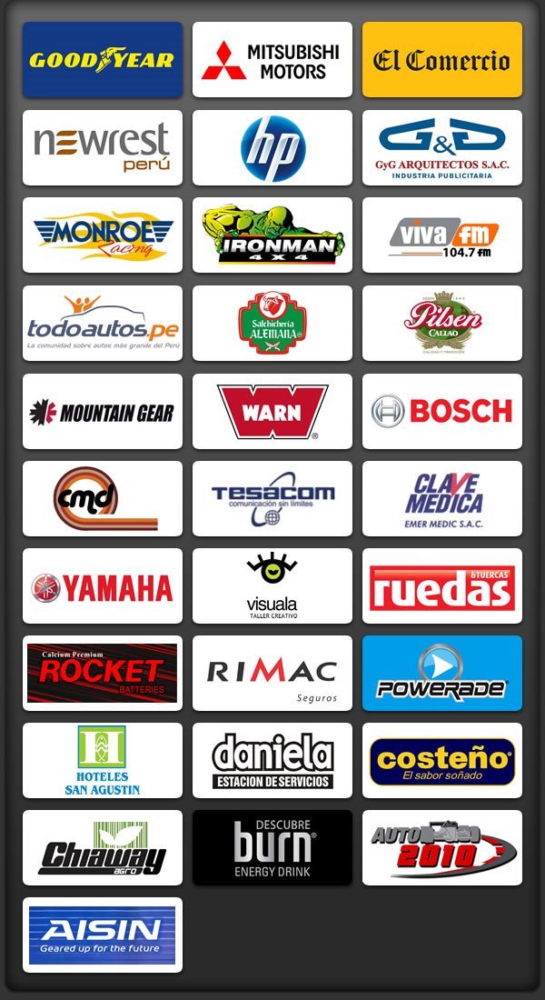 GOOD YEAR
MITSUBISHI
MOTORS
El Comercio
newrest
perú
hp
G&G
GyG ARQUITECTOS S.A.C.
INDUSTRIA PUBLICITARIA
MONROE
Racing
IRONMAN
4X4
viva fm
104.7 fm
todoautos.pe
La comunidad sobre autos más grande del Perú
Salchichería
ALEMANA
Pilsen
CALLAO
CALIDAD Y TRADICIÓN
MOUNTAIN GEAR
WARN®
BOSCH
cmd
TESACOM
comunicación sin límites
CLAVE
MEDICA
EMER MEDIC S.A.C.
YAMAHA
visuala
TALLER CREATIVO
ruedas
&TUERCAS
Calcium Premium
ROCKET
BATTERIES
RIMAC
Seguros
POWERADE
HOTELES
SAN AGUSTIN
daniela
ESTACION DE SERVICIOS
costeño®
El sabor soñado
Chiaway
agro
DESCUBRE
burn®
ENERGY DRINK
AUTO
2010
AISIN
Geared up for the future